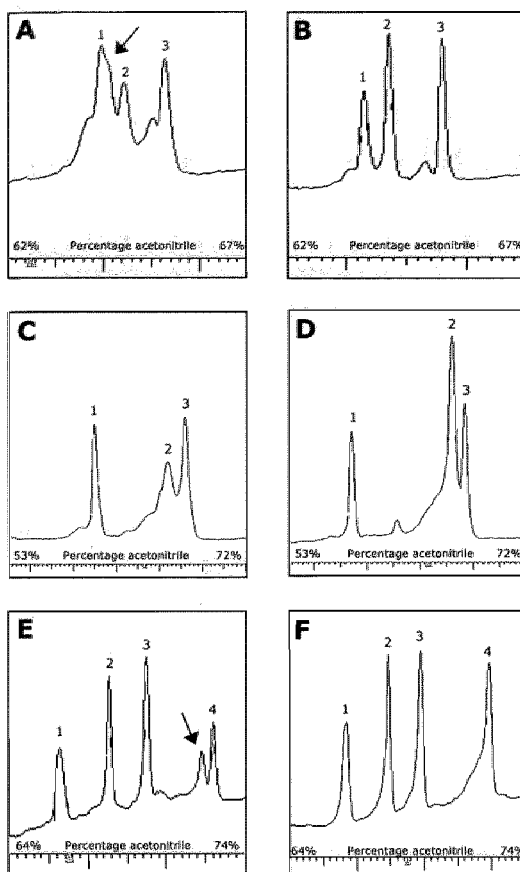 A
1
2
3
62% Percentage acetonitrile 67%
B
1
2
3
62% Percentage acetonitrile 67%
C
1
2
3
53% Percentage acetonitrile 72%
D
1
2
3
53% Percentage acetonitrile 72%
E
1
2
3
4
64% Percentage acetonitrile 74%
F
1
2
3
4
64% Percentage acetonitrile 74%